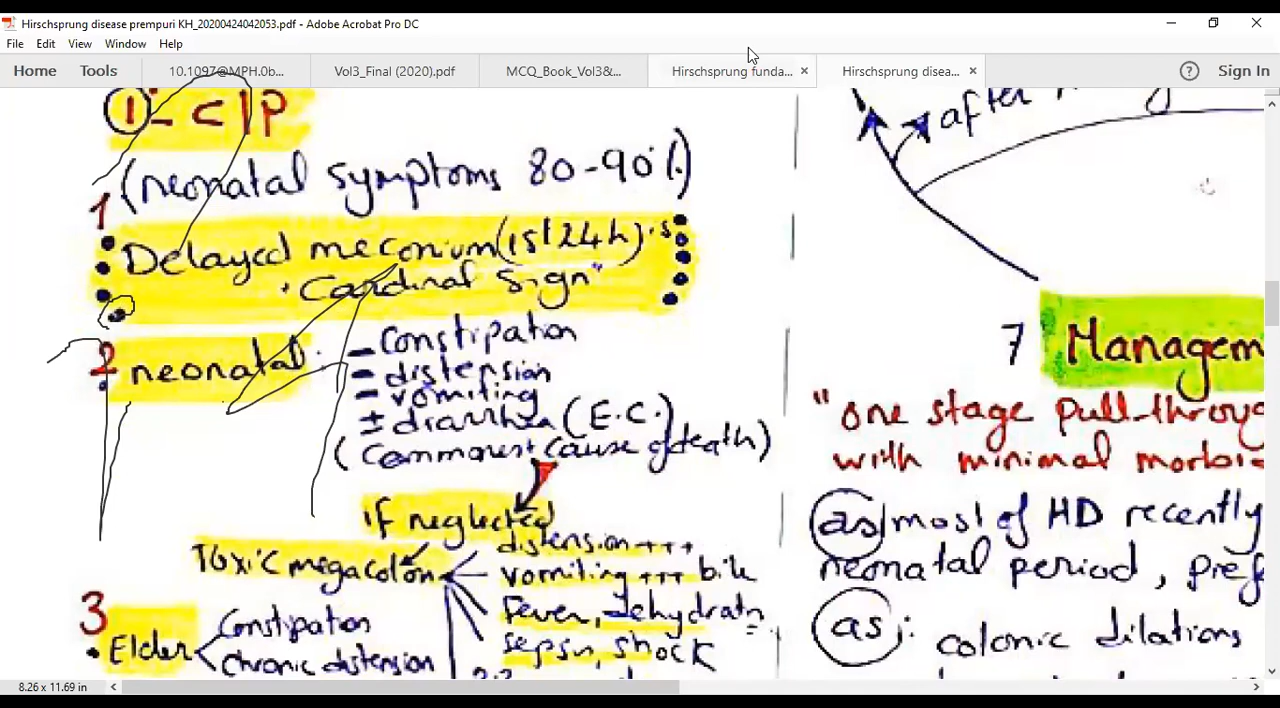 Hirschsprung disease prempuri KH_20200424042053.pdf - Adobe Acrobat Pro DC
File Edit View Window Help
Home Tools 10.1097@MPH.0b... Vol3_Final (2020).pdf MCQ_Book_Vol3&... Hirschsprung funda... × Hirschsprung disea... × Sign In
1 - C/P
(neonatal symptoms 80-90%)
1
Delayed meconium (1st 24h)
"Cardinal Sign"
2 neonatal:
- Constipation
- distension
- vomiting
± diarrhea (E.C.)
(Commonest cause of death)
if neglected
Toxic megacolon
distension +++
vomiting +++ bile
Fever, dehydratn
sepsn, shock
3
Elder
Constipation
chronic distension
after
7 Managem
"one stage pull-throug
with minimal morbi
(as) most of HD recently
neonatal period, pref
(as): colonic dilations
8.26 x 11.69 in